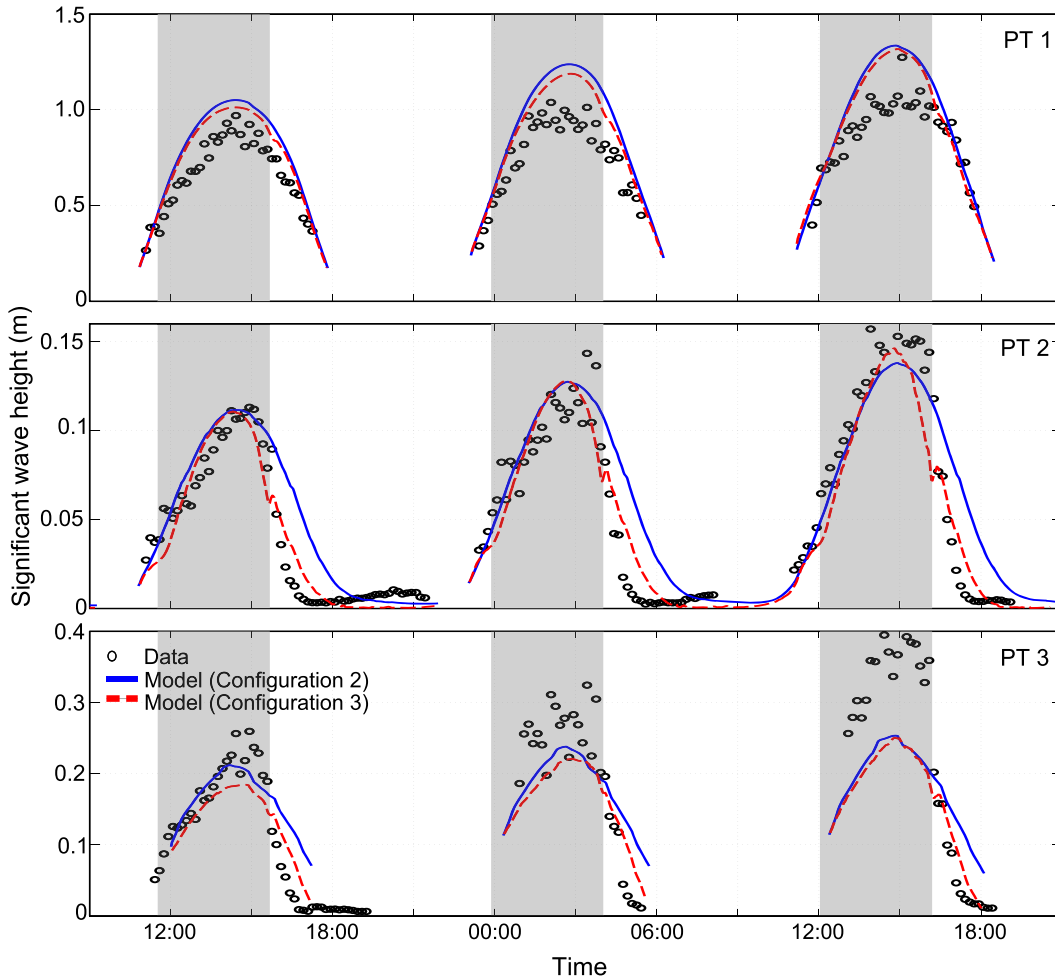 1.5
PT 1
1.0
0.5
0
0.15
PT 2
0.1
0.05
0
0.4
PT 3
Data
Model (Configuration 2)
Model (Configuration 3)
0.3
0.2
0.1
0
Significant wave height (m)
12:00 18:00 00:00 06:00 12:00 18:00
Time